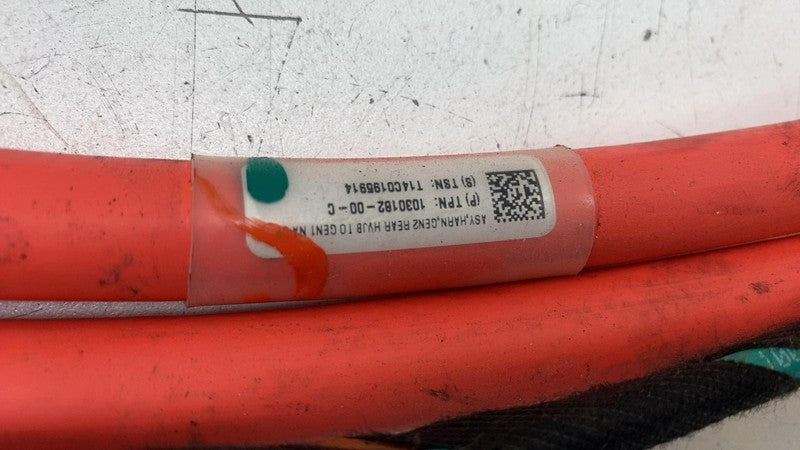 ASY,HARN,GEN2 REAR HVJB TO GEN1 NA
(P) TPN: 1030182-00-C
(S) TSN: T14C0195914